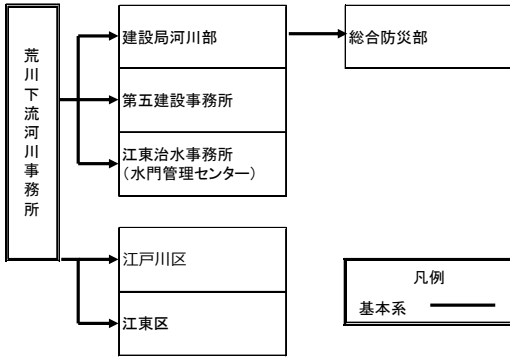 荒川下流河川事務所
建設局河川部
総合防災部
第五建設事務所
江東治水事務所
（水門管理センター）
江戸川区
江東区
凡例
基本系